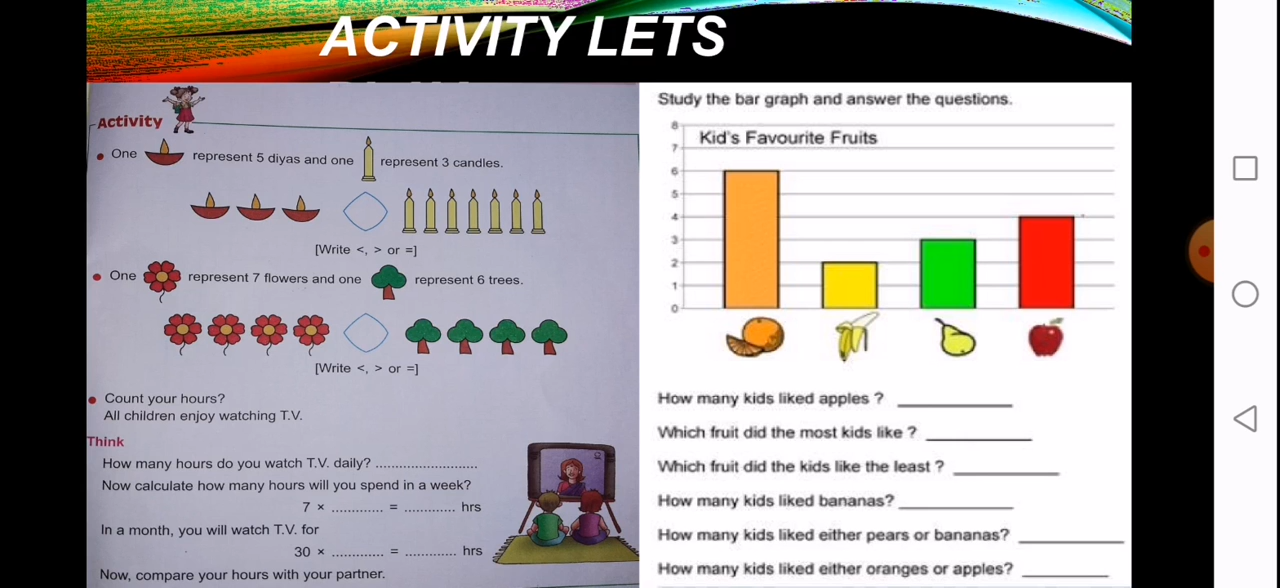 ACTIVITY LETS
Activity
One represent 5 diyas and one represent 3 candles.
[Write <, > or =]
One represent 7 flowers and one represent 6 trees.
[Write <, > or =]
Count your hours?
All children enjoy watching T.V.
Think
How many hours do you watch T.V. daily? ............................
Now calculate how many hours will you spend in a week?
7 × ............. = ............. hrs
In a month, you will watch T.V. for
30 × ............. = ............. hrs
Now, compare your hours with your partner.
Study the bar graph and answer the questions.
Kid's Favourite Fruits
8
7
6
5
4
3
2
1
0
How many kids liked apples ? ____________
Which fruit did the most kids like ? ____________
Which fruit did the kids like the least ? ____________
How many kids liked bananas? ____________
How many kids liked either pears or bananas? ____________
How many kids liked either oranges or apples? ____________